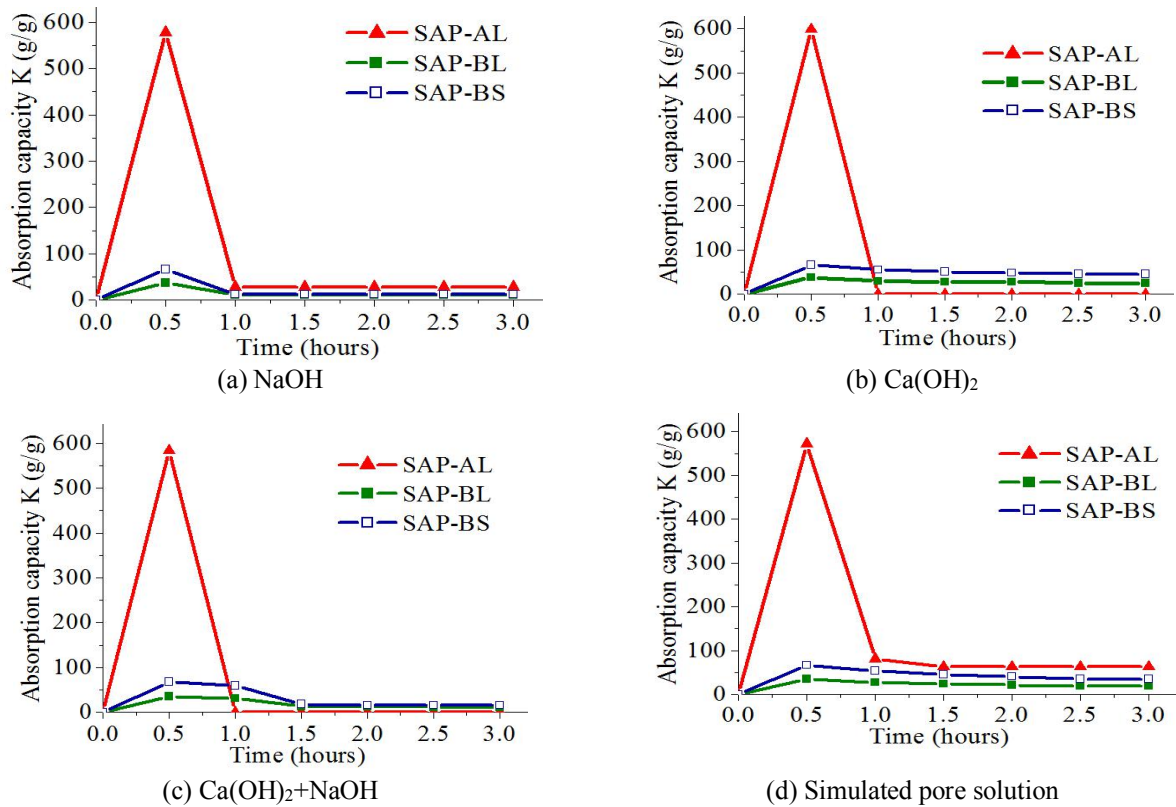 Absorption capacity K (g/g)
600
500
400
300
200
100
0
SAP-AL
SAP-BL
SAP-BS
0.0 0.5 1.0 1.5 2.0 2.5 3.0
Time (hours)
(a) NaOH
Absorption capacity K (g/g)
600
500
400
300
200
100
0
SAP-AL
SAP-BL
SAP-BS
0.0 0.5 1.0 1.5 2.0 2.5 3.0
Time (hours)
(b) Ca(OH)₂
Absorption capacity K (g/g)
600
500
400
300
200
100
0
SAP-AL
SAP-BL
SAP-BS
0.0 0.5 1.0 1.5 2.0 2.5 3.0
Time (hours)
(c) Ca(OH)₂+NaOH
Absorption capacity K (g/g)
600
500
400
300
200
100
0
SAP-AL
SAP-BL
SAP-BS
0.0 0.5 1.0 1.5 2.0 2.5 3.0
Time (hours)
(d) Simulated pore solution